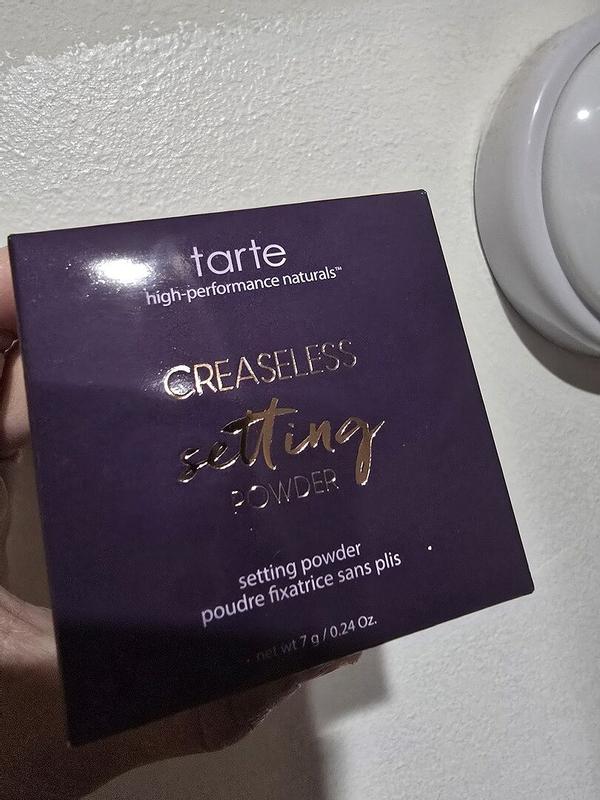 tarte
high-performance naturals™
CREASELESS
setting
POWDER
setting powder
poudre fixatrice sans plis
net wt 7 g / 0.24 Oz.